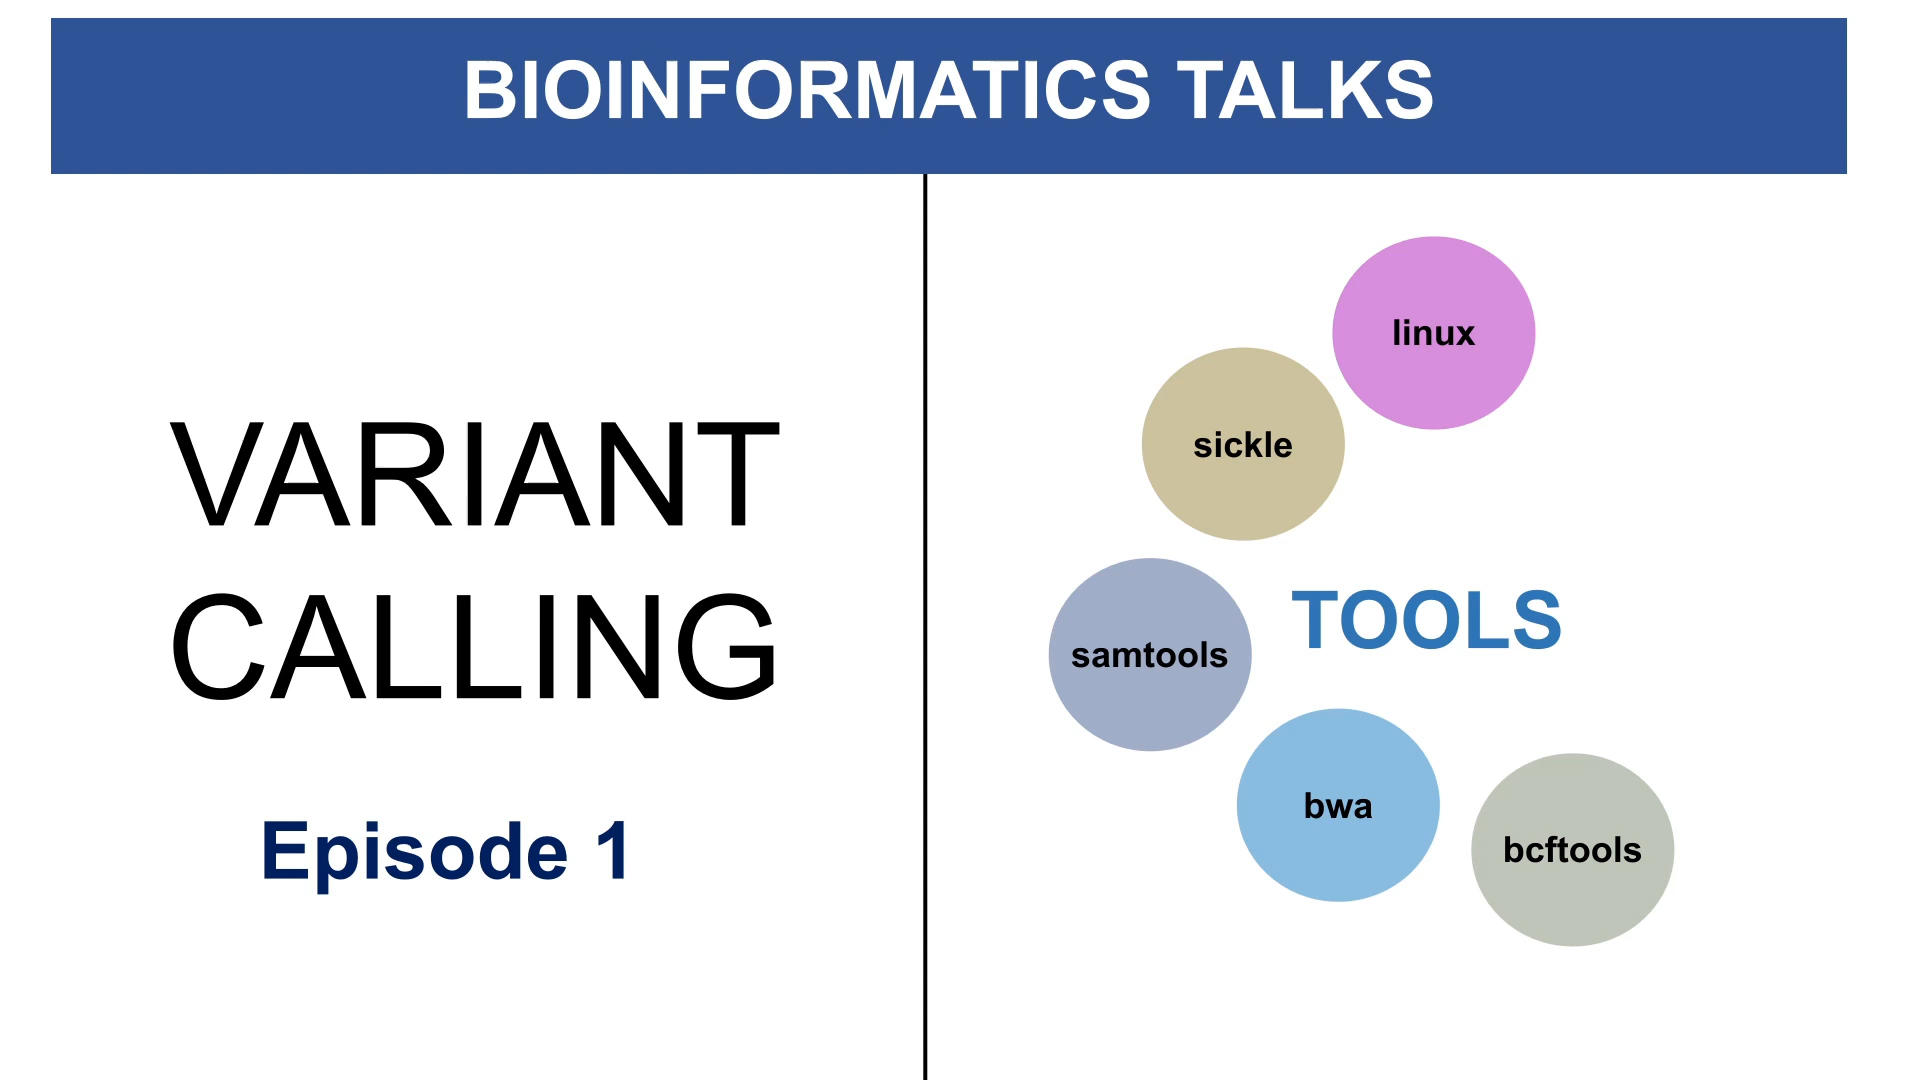 BIOINFORMATICS TALKS
VARIANT
CALLING
Episode 1
linux
sickle
TOOLS
samtools
bwa
bcftools